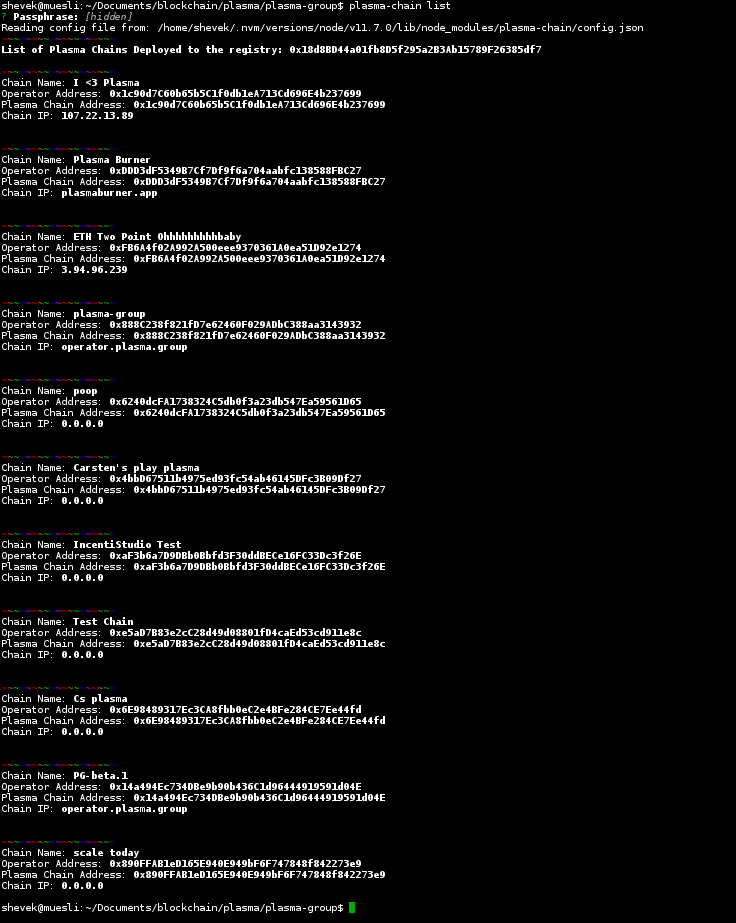 shevek@muesli:~/Documents/blockchain/plasma/plasma-group$ plasma-chain list
? Passphrase: [hidden]
Reading config file from: /home/shevek/.nvm/versions/node/v11.7.0/lib/node_modules/plasma-chain/config.json
~~~~~~~~~~~~~~~~~~~
List of Plasma Chains Deployed to the registry: 0x18d8BD44a01fb8D5f295a2B3Ab15789F26385df7
~~~~~~~~~~~~~~~~~~~
Chain Name: I <3 Plasma
Operator Address: 0x1c90d7C60b65b5C1f0db1eA713Cd696E4b237699
Plasma Chain Address: 0x1c90d7C60b65b5C1f0db1eA713Cd696E4b237699
Chain IP: 107.22.13.89
~~~~~~~~~~~~~~~~~~~
Chain Name: Plasma Burner
Operator Address: 0xDDD3dF5349B7Cf7Df9f6a704aabfc138588FBC27
Plasma Chain Address: 0xDDD3dF5349B7Cf7Df9f6a704aabfc138588FBC27
Chain IP: plasmaburner.app
~~~~~~~~~~~~~~~~~~~
Chain Name: ETH Two Point Ohhhhhhhhhbaby
Operator Address: 0xFB6A4f02A992A500eee9370361A0ea51D92e1274
Plasma Chain Address: 0xFB6A4f02A992A500eee9370361A0ea51D92e1274
Chain IP: 3.94.96.239
~~~~~~~~~~~~~~~~~~~
Chain Name: plasma-group
Operator Address: 0x888C238f821fD7e62460F029ADbC388aa3143932
Plasma Chain Address: 0x888C238f821fD7e62460F029ADbC388aa3143932
Chain IP: operator.plasma.group
~~~~~~~~~~~~~~~~~~~
Chain Name: poop
Operator Address: 0x6240dcFA1738324C5db0f3a23db547Ea59561D65
Plasma Chain Address: 0x6240dcFA1738324C5db0f3a23db547Ea59561D65
Chain IP: 0.0.0.0
~~~~~~~~~~~~~~~~~~~
Chain Name: Carsten's play plasma
Operator Address: 0x4bbD67511b4975ed93fc54ab46145DFc3B09Df27
Plasma Chain Address: 0x4bbD67511b4975ed93fc54ab46145DFc3B09Df27
Chain IP: 0.0.0.0
~~~~~~~~~~~~~~~~~~~
Chain Name: IncentiStudio Test
Operator Address: 0xaF3b6a7D9DBb0Bbfd3F30ddBECe16FC33Dc3f26E
Plasma Chain Address: 0xaF3b6a7D9DBb0Bbfd3F30ddBECe16FC33Dc3f26E
Chain IP: 0.0.0.0
~~~~~~~~~~~~~~~~~~~
Chain Name: Test Chain
Operator Address: 0xe5aD7B83e2cC28d49d08801fD4caEd53cd911e8c
Plasma Chain Address: 0xe5aD7B83e2cC28d49d08801fD4caEd53cd911e8c
Chain IP: 0.0.0.0
~~~~~~~~~~~~~~~~~~~
Chain Name: Cs plasma
Operator Address: 0x6E98489317Ec3CA8fbb0eC2e4BFe284CE7Ee44fd
Plasma Chain Address: 0x6E98489317Ec3CA8fbb0eC2e4BFe284CE7Ee44fd
Chain IP: 0.0.0.0
~~~~~~~~~~~~~~~~~~~
Chain Name: PG-beta.1
Operator Address: 0x14a494Ec734DBe9b90b436C1d96444919591d04E
Plasma Chain Address: 0x14a494Ec734DBe9b90b436C1d96444919591d04E
Chain IP: operator.plasma.group
~~~~~~~~~~~~~~~~~~~
Chain Name: scale today
Operator Address: 0x890FFAB1eD165E940E949bF6F747848f842273e9
Plasma Chain Address: 0x890FFAB1eD165E940E949bF6F747848f842273e9
Chain IP: 0.0.0.0
shevek@muesli:~/Documents/blockchain/plasma/plasma-group$